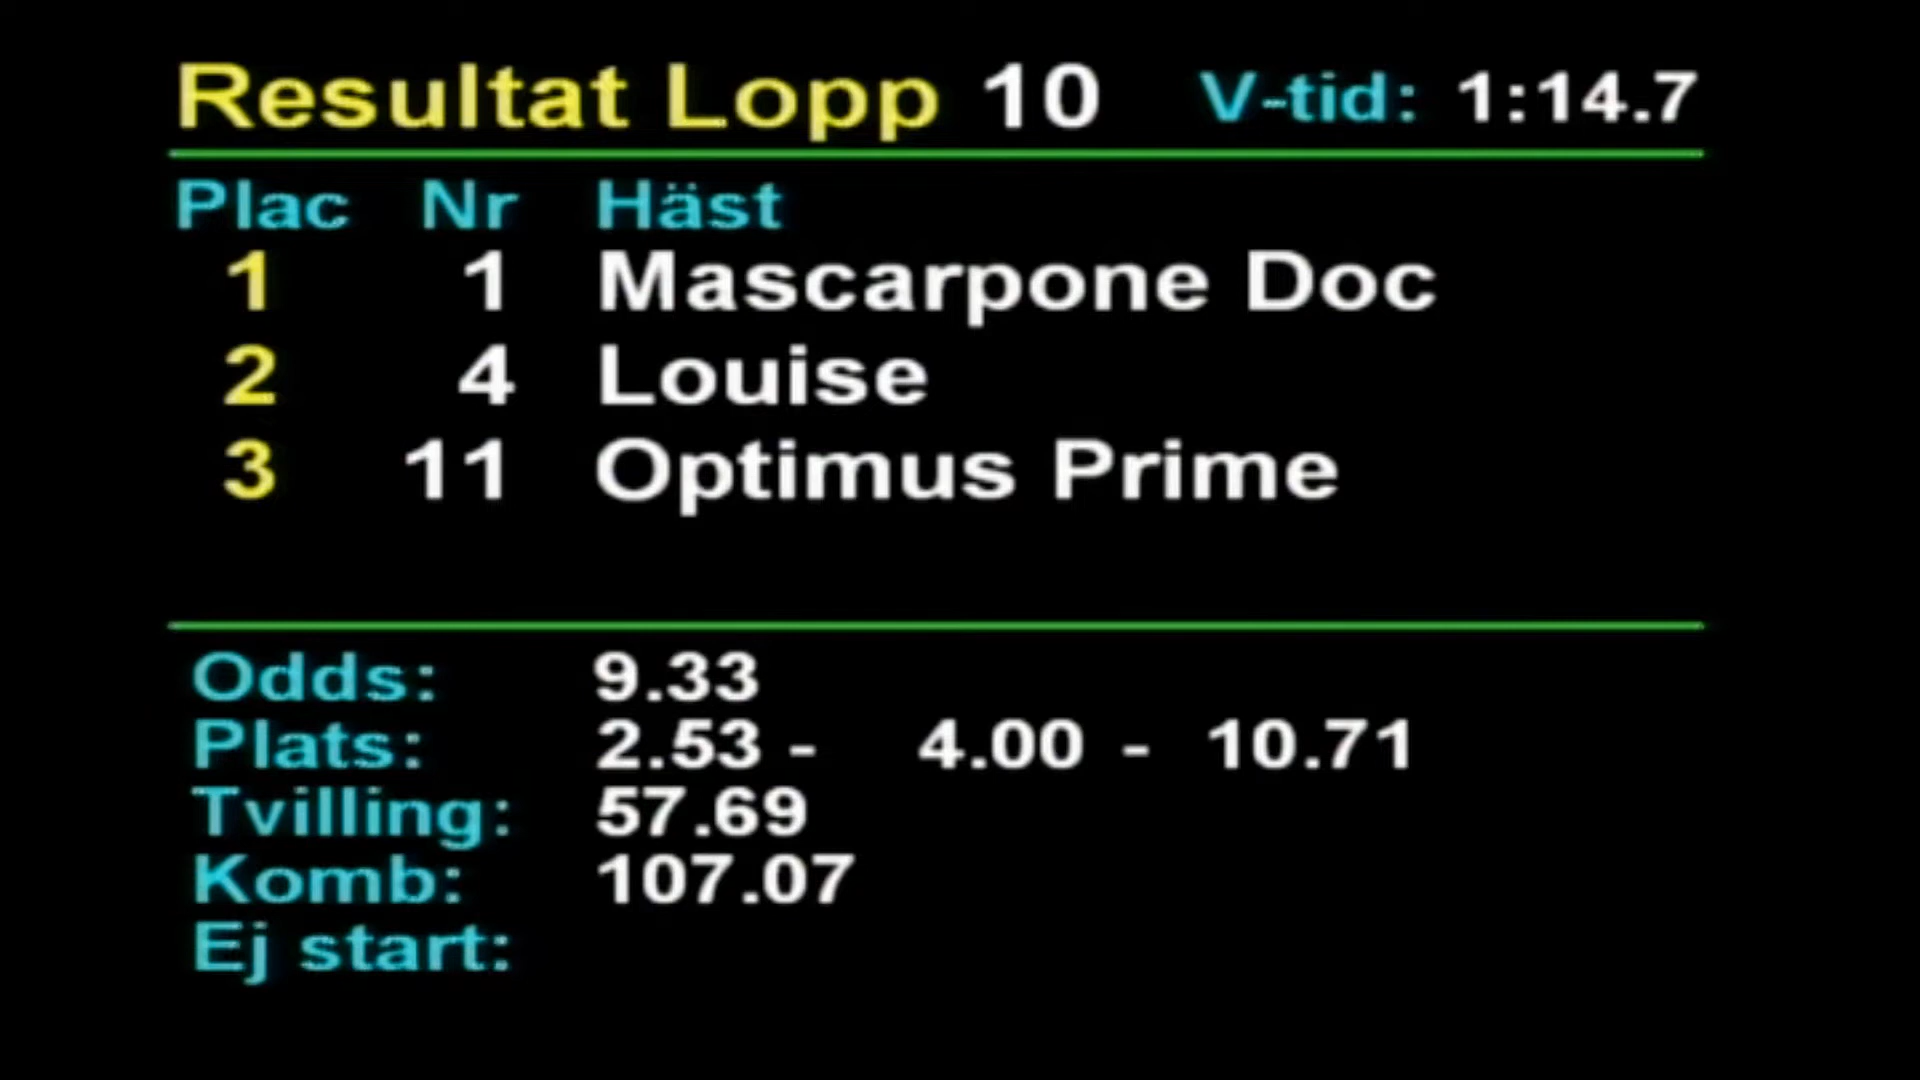 Resultat Lopp 10 V-tid: 1:14.7
Plac Nr Häst
1 1 Mascarpone Doc
2 4 Louise
3 11 Optimus Prime
Odds: 9.33
Plats: 2.53 - 4.00 - 10.71
Tvilling: 57.69
Komb: 107.07
Ej start: